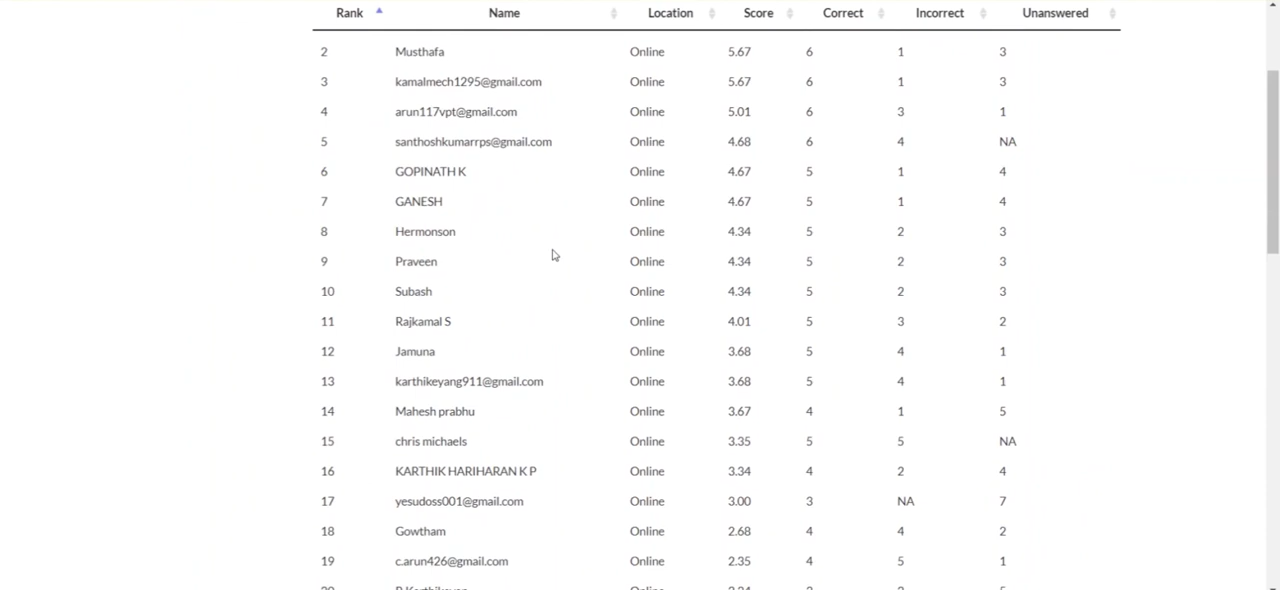 Rank Name Location Score Correct Incorrect Unanswered
2 Musthafa Online 5.67 6 1 3
3 kamalmech1295@gmail.com Online 5.67 6 1 3
4 arun117vpt@gmail.com Online 5.01 6 3 1
5 santhoshkumarrps@gmail.com Online 4.68 6 4 NA
6 GOPINATH K Online 4.67 5 1 4
7 GANESH Online 4.67 5 1 4
8 Hermonson Online 4.34 5 2 3
9 Praveen Online 4.34 5 2 3
10 Subash Online 4.34 5 2 3
11 Rajkamal S Online 4.01 5 3 2
12 Jamuna Online 3.68 5 4 1
13 karthikeyang911@gmail.com Online 3.68 5 4 1
14 Mahesh prabhu Online 3.67 4 1 5
15 chris michaels Online 3.35 5 5 NA
16 KARTHIK HARIHARAN K P Online 3.34 4 2 4
17 yesudoss001@gmail.com Online 3.00 3 NA 7
18 Gowtham Online 2.68 4 4 2
19 c.arun426@gmail.com Online 2.35 4 5 1